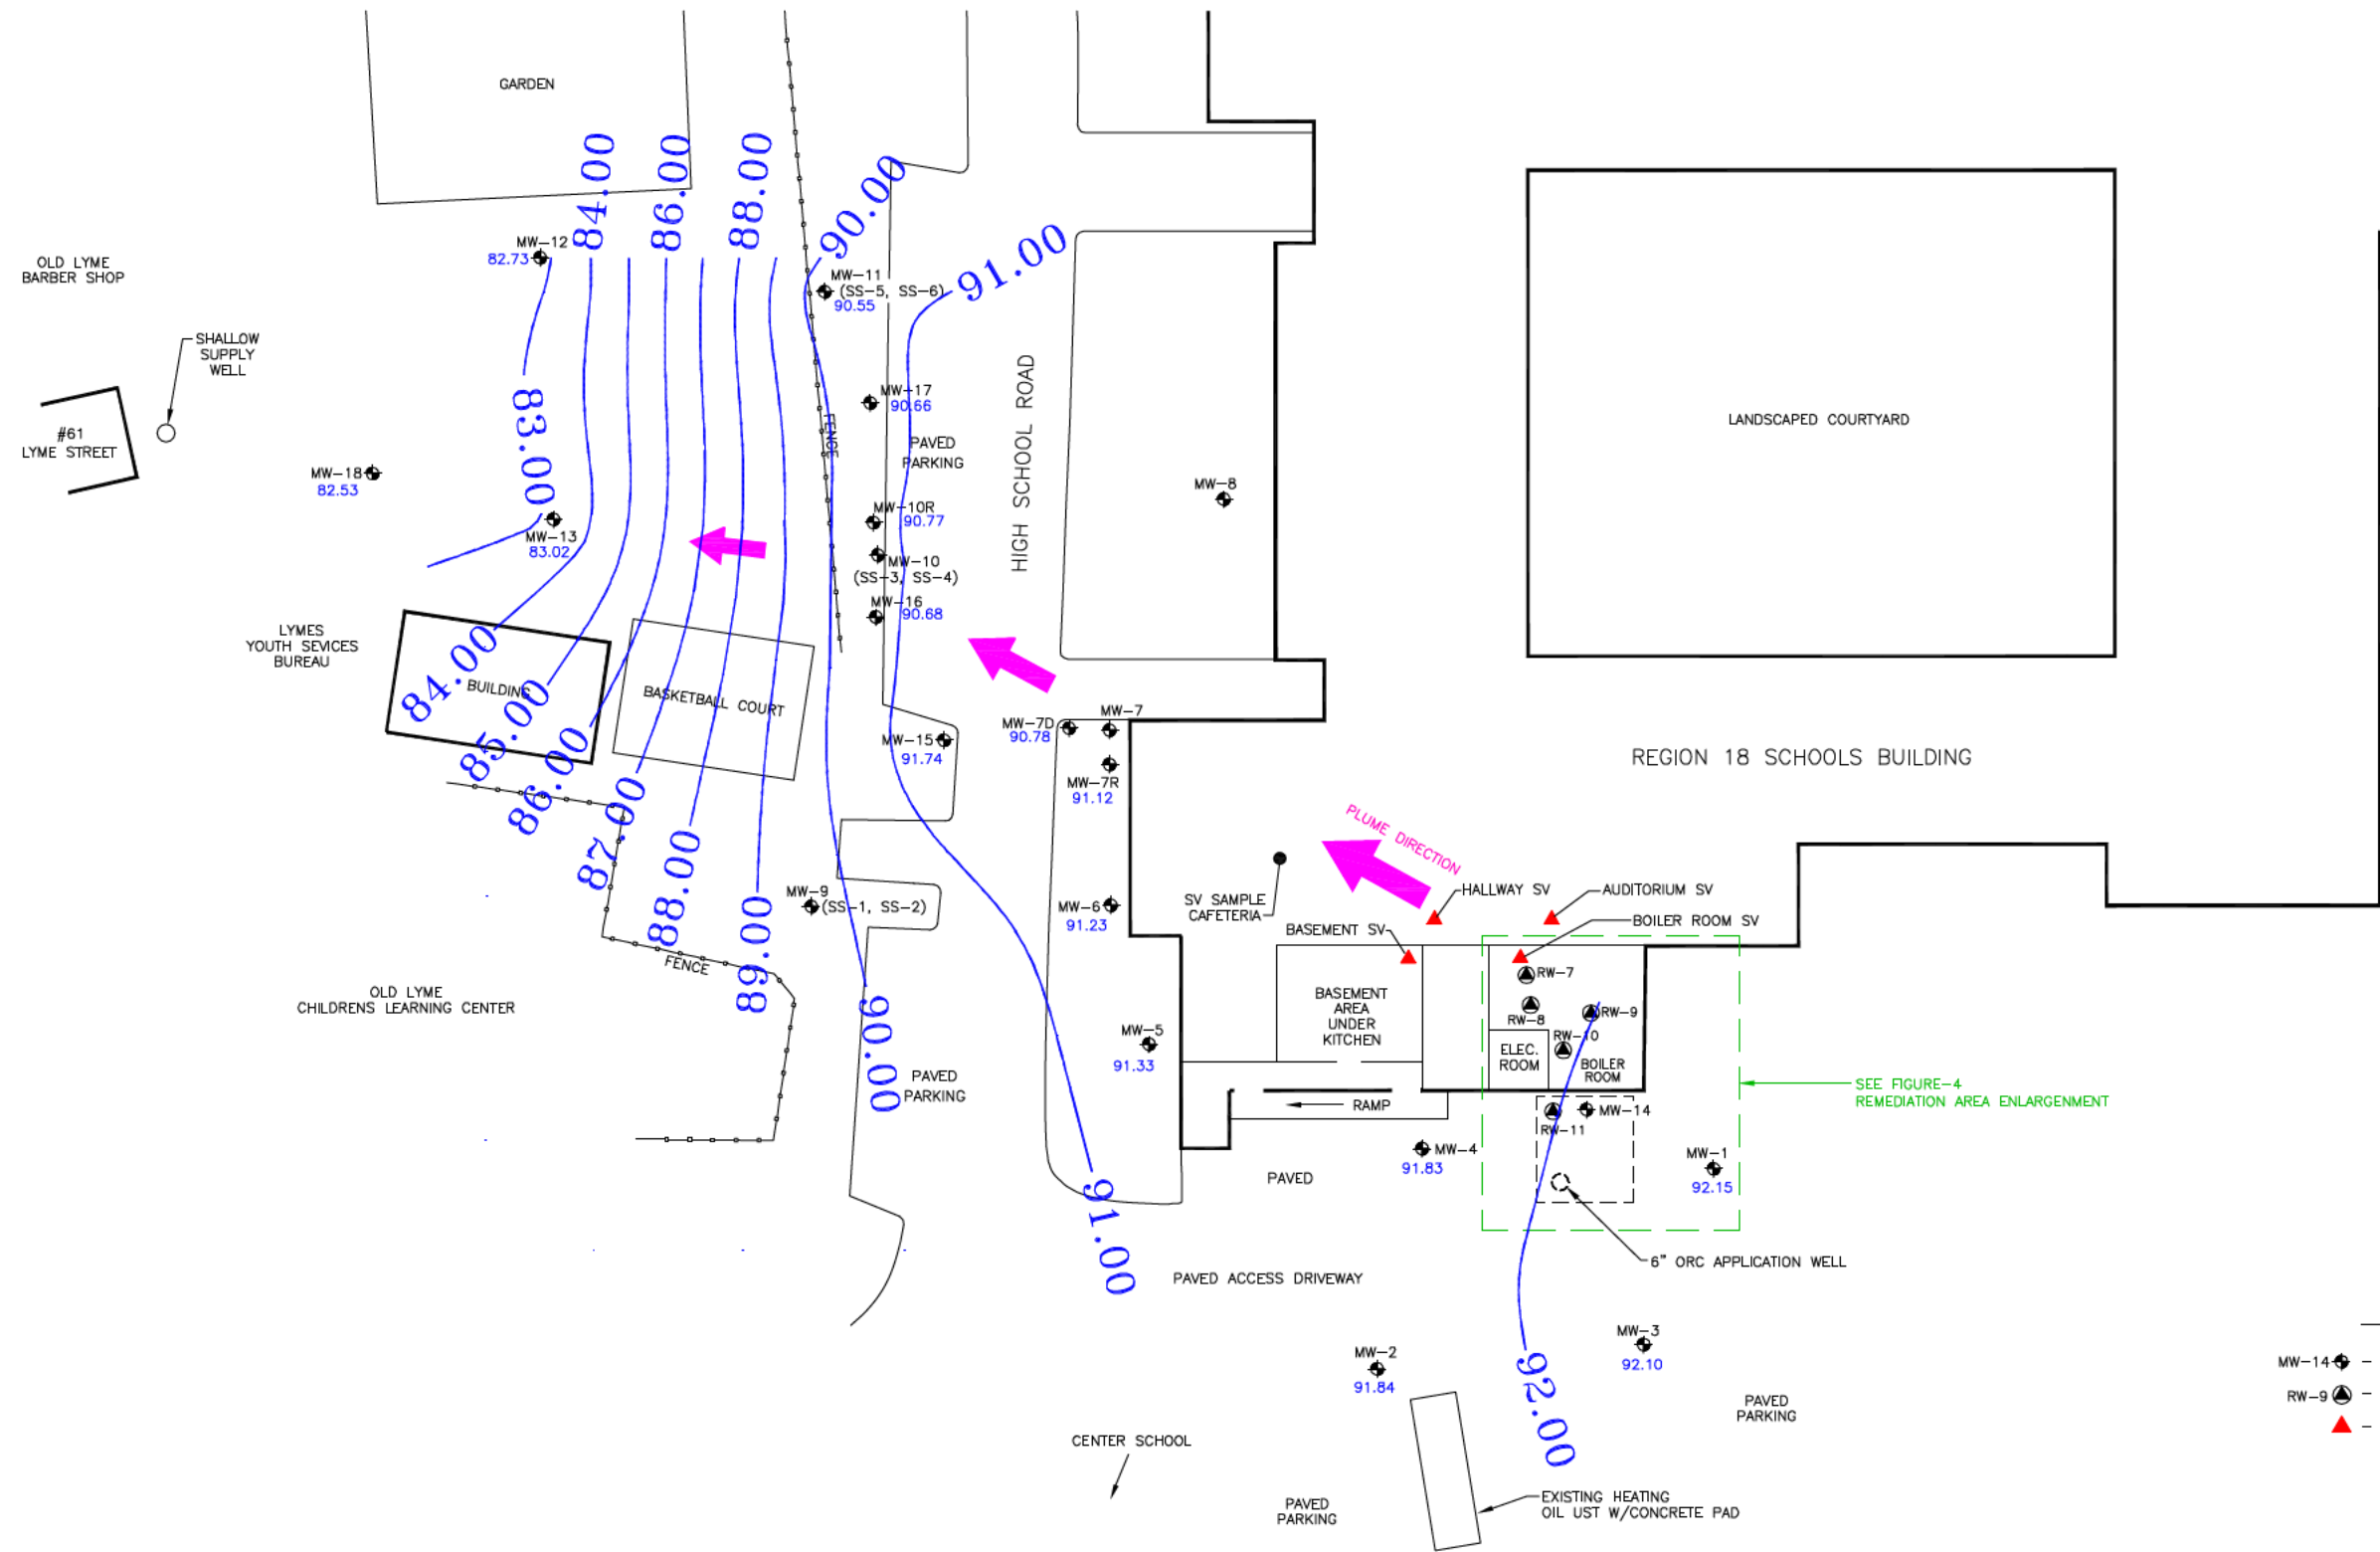 GARDEN
84.00
86.00
88.00
90.00
91.00
MW-12
82.73
OLD LYME
BARBER SHOP
MW-11
(SS-5, SS-6)
90.55
SHALLOW
SUPPLY
WELL
#61
LYME STREET
MW-18
82.53
83.00
MW-13
83.02
MW-17
90.66
FENCE
PAVED
PARKING
HIGH SCHOOL ROAD
MW-10R
90.77
MW-10
(SS-3, SS-4)
MW-16
90.68
MW-8
LANDSCAPED COURTYARD
LYMES
YOUTH SEVICES
BUREAU
BUILDING
BASKETBALL COURT
84.00
85.00
86.00
87.00
88.00
89.00
90.00
91.00
MW-15
91.74
MW-7D
90.78
MW-7
MW-7R
91.12
REGION 18 SCHOOLS BUILDING
PLUME DIRECTION
MW-9
(SS-1, SS-2)
MW-6
91.23
SV SAMPLE
CAFETERIA
HALLWAY SV
AUDITORIUM SV
BOILER ROOM SV
BASEMENT SV
FENCE
OLD LYME
CHILDRENS LEARNING CENTER
BASEMENT
AREA
UNDER
KITCHEN
RW-7
RW-8
RW-9
RW-10
ELEC.
ROOM
BOILER
ROOM
MW-5
91.33
PAVED
PARKING
RAMP
RW-11
MW-14
SEE FIGURE-4
REMEDIATION AREA ENLARGENMENT
MW-4
91.83
MW-1
92.15
PAVED
6" ORC APPLICATION WELL
PAVED ACCESS DRIVEWAY
MW-2
91.84
MW-3
92.10
92.00
PAVED
PARKING
CENTER SCHOOL
PAVED
PARKING
EXISTING HEATING
OIL UST W/CONCRETE PAD
MW-14 -
RW-9 -
-